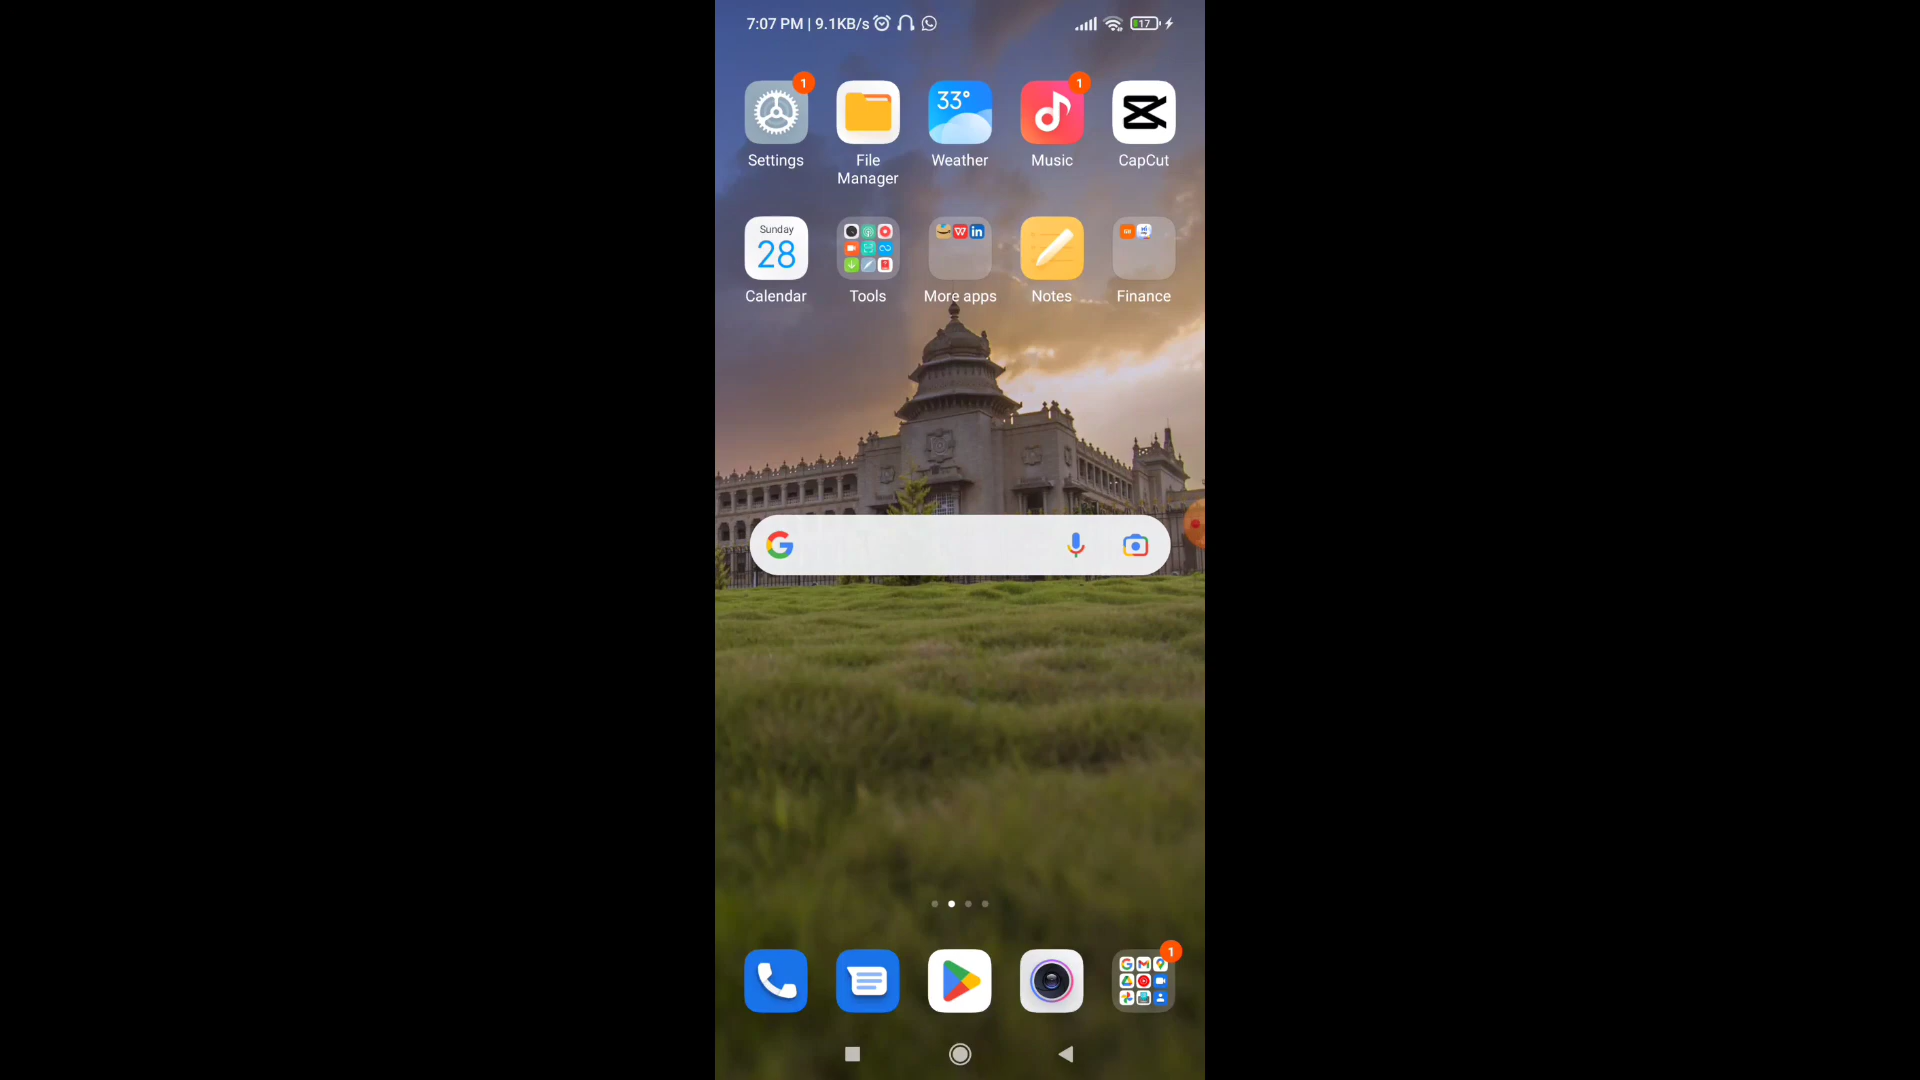 7:07 PM | 9.1KB/s 17
1 1
33°
Settings File Manager Weather Music CapCut
Sunday
28
Calendar Tools More apps Notes Finance
1